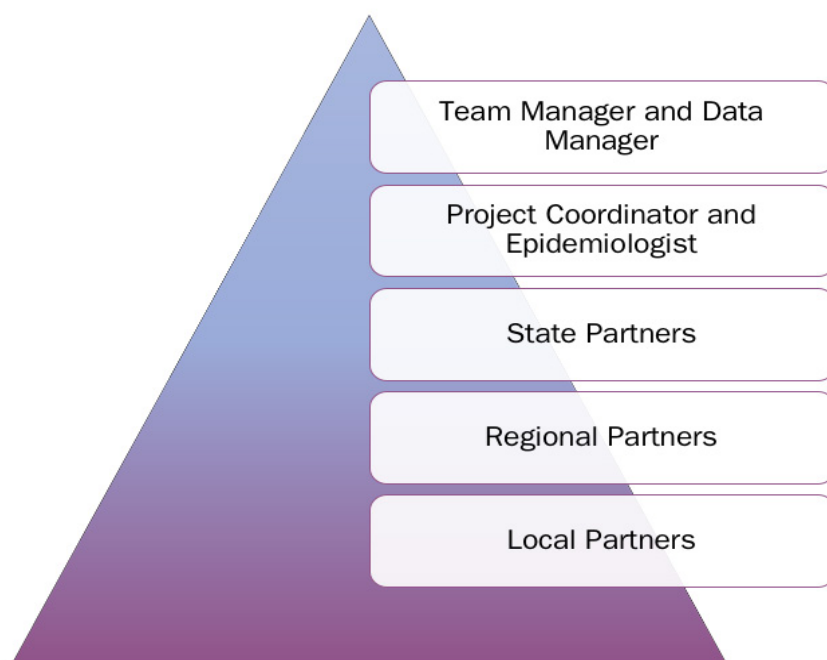 Team Manager and Data
Manager
Project Coordinator and
Epidemiologist
State Partners
Regional Partners
Local Partners